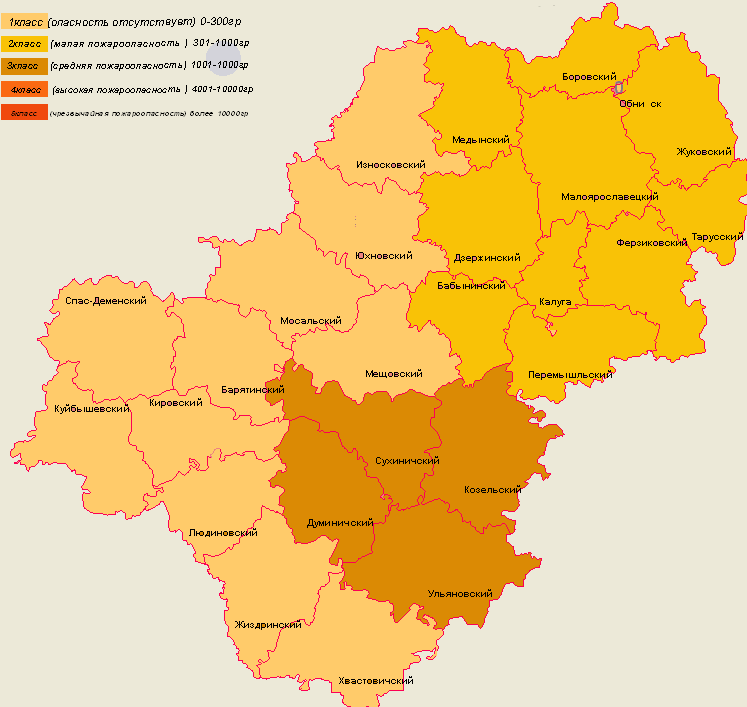 1класс (опасность отсутствует) 0-300гр
2класс (малая пожароопасность ) 301-1000гр
3класс (средняя пожароопасность ) 1001-1000гр
4класс (высокая пожароопасность ) 4001-10000гр
5класс (чрезвычайная пожароопасность) более 10000гр
Боровский
Обни ск
Медынский
Жуковский
Износковский
Малоярославецкий
Тарусский
Ферзиковский
Юхновский
Дзержинский
Бабынинский
Калуга
Спас-Деменский
Мосальский
Мещовский
Перемышльский
Барятинский
Кировский
Куйбышевский
Сухиничский
Козельский
Думиничский
Людиновский
Ульяновский
Жиздринский
Хвастовичский